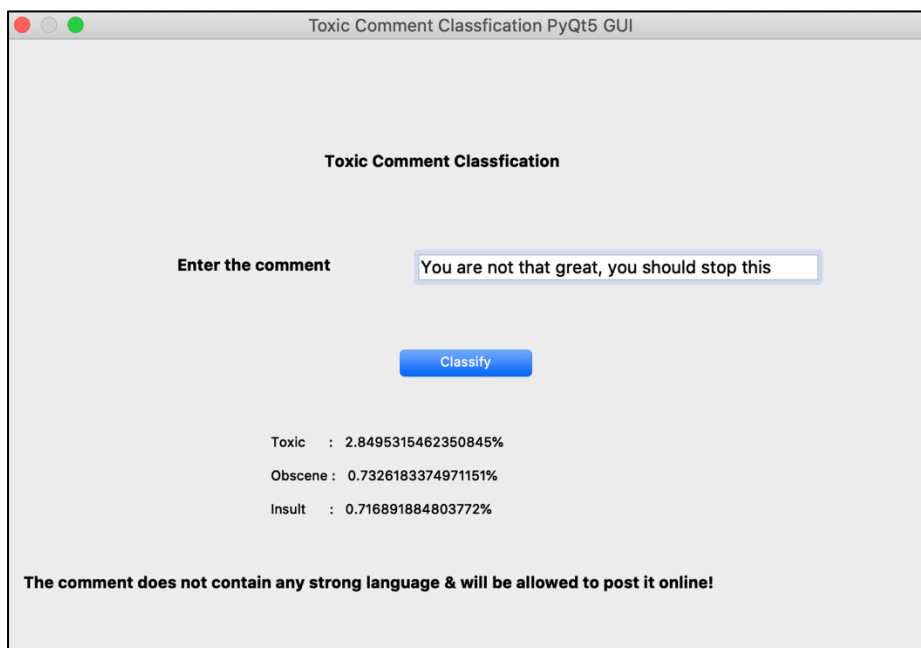 Toxic Comment Classfication PyQt5 GUI
Toxic Comment Classfication
Enter the comment You are not that great, you should stop this
Classify
Toxic : 2.8495315462350845%
Obscene : 0.7326183374971151%
Insult : 0.716891884803772%
The comment does not contain any strong language & will be allowed to post it online!